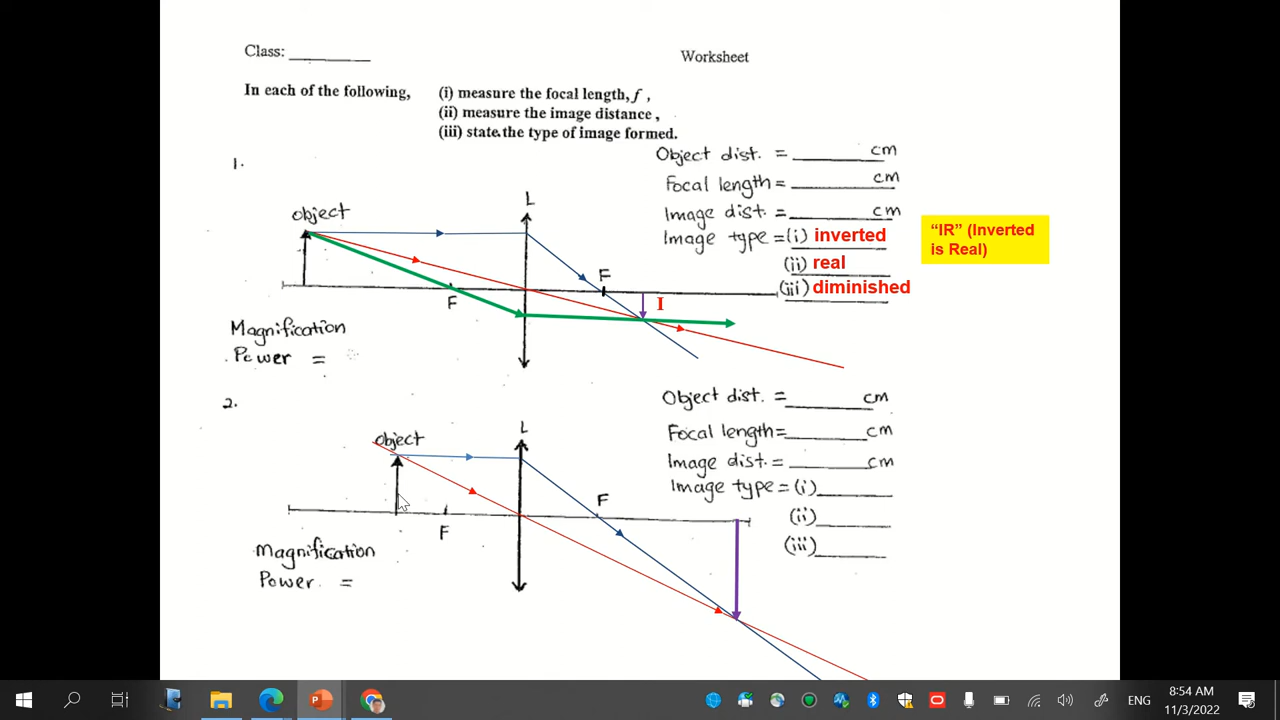 Class: ________
Worksheet
In each of the following,
(i) measure the focal length, f ,
(ii) measure the image distance ,
(iii) state the type of image formed.
1.
Object dist. = ________ cm
Focal length = ________ cm
Image dist. = ________ cm
Image type = (i) inverted
(ii) real
(iii) diminished
"IR" (Inverted
is Real)
L
object
F
F
I
Magnification
Power =
2.
Object dist. = ________ cm
Focal length = ________ cm
Image dist. = ________ cm
Image type = (i) ________
(ii) ________
(iii) ________
L
object
F
F
Magnification
Power =
ENG
8:54 AM
11/3/2022